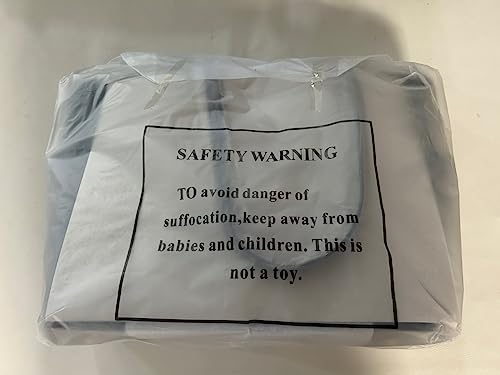 SAFETY WARNING
TO avoid danger of
suffocation,keep away from
babies and children. This is
not a toy.